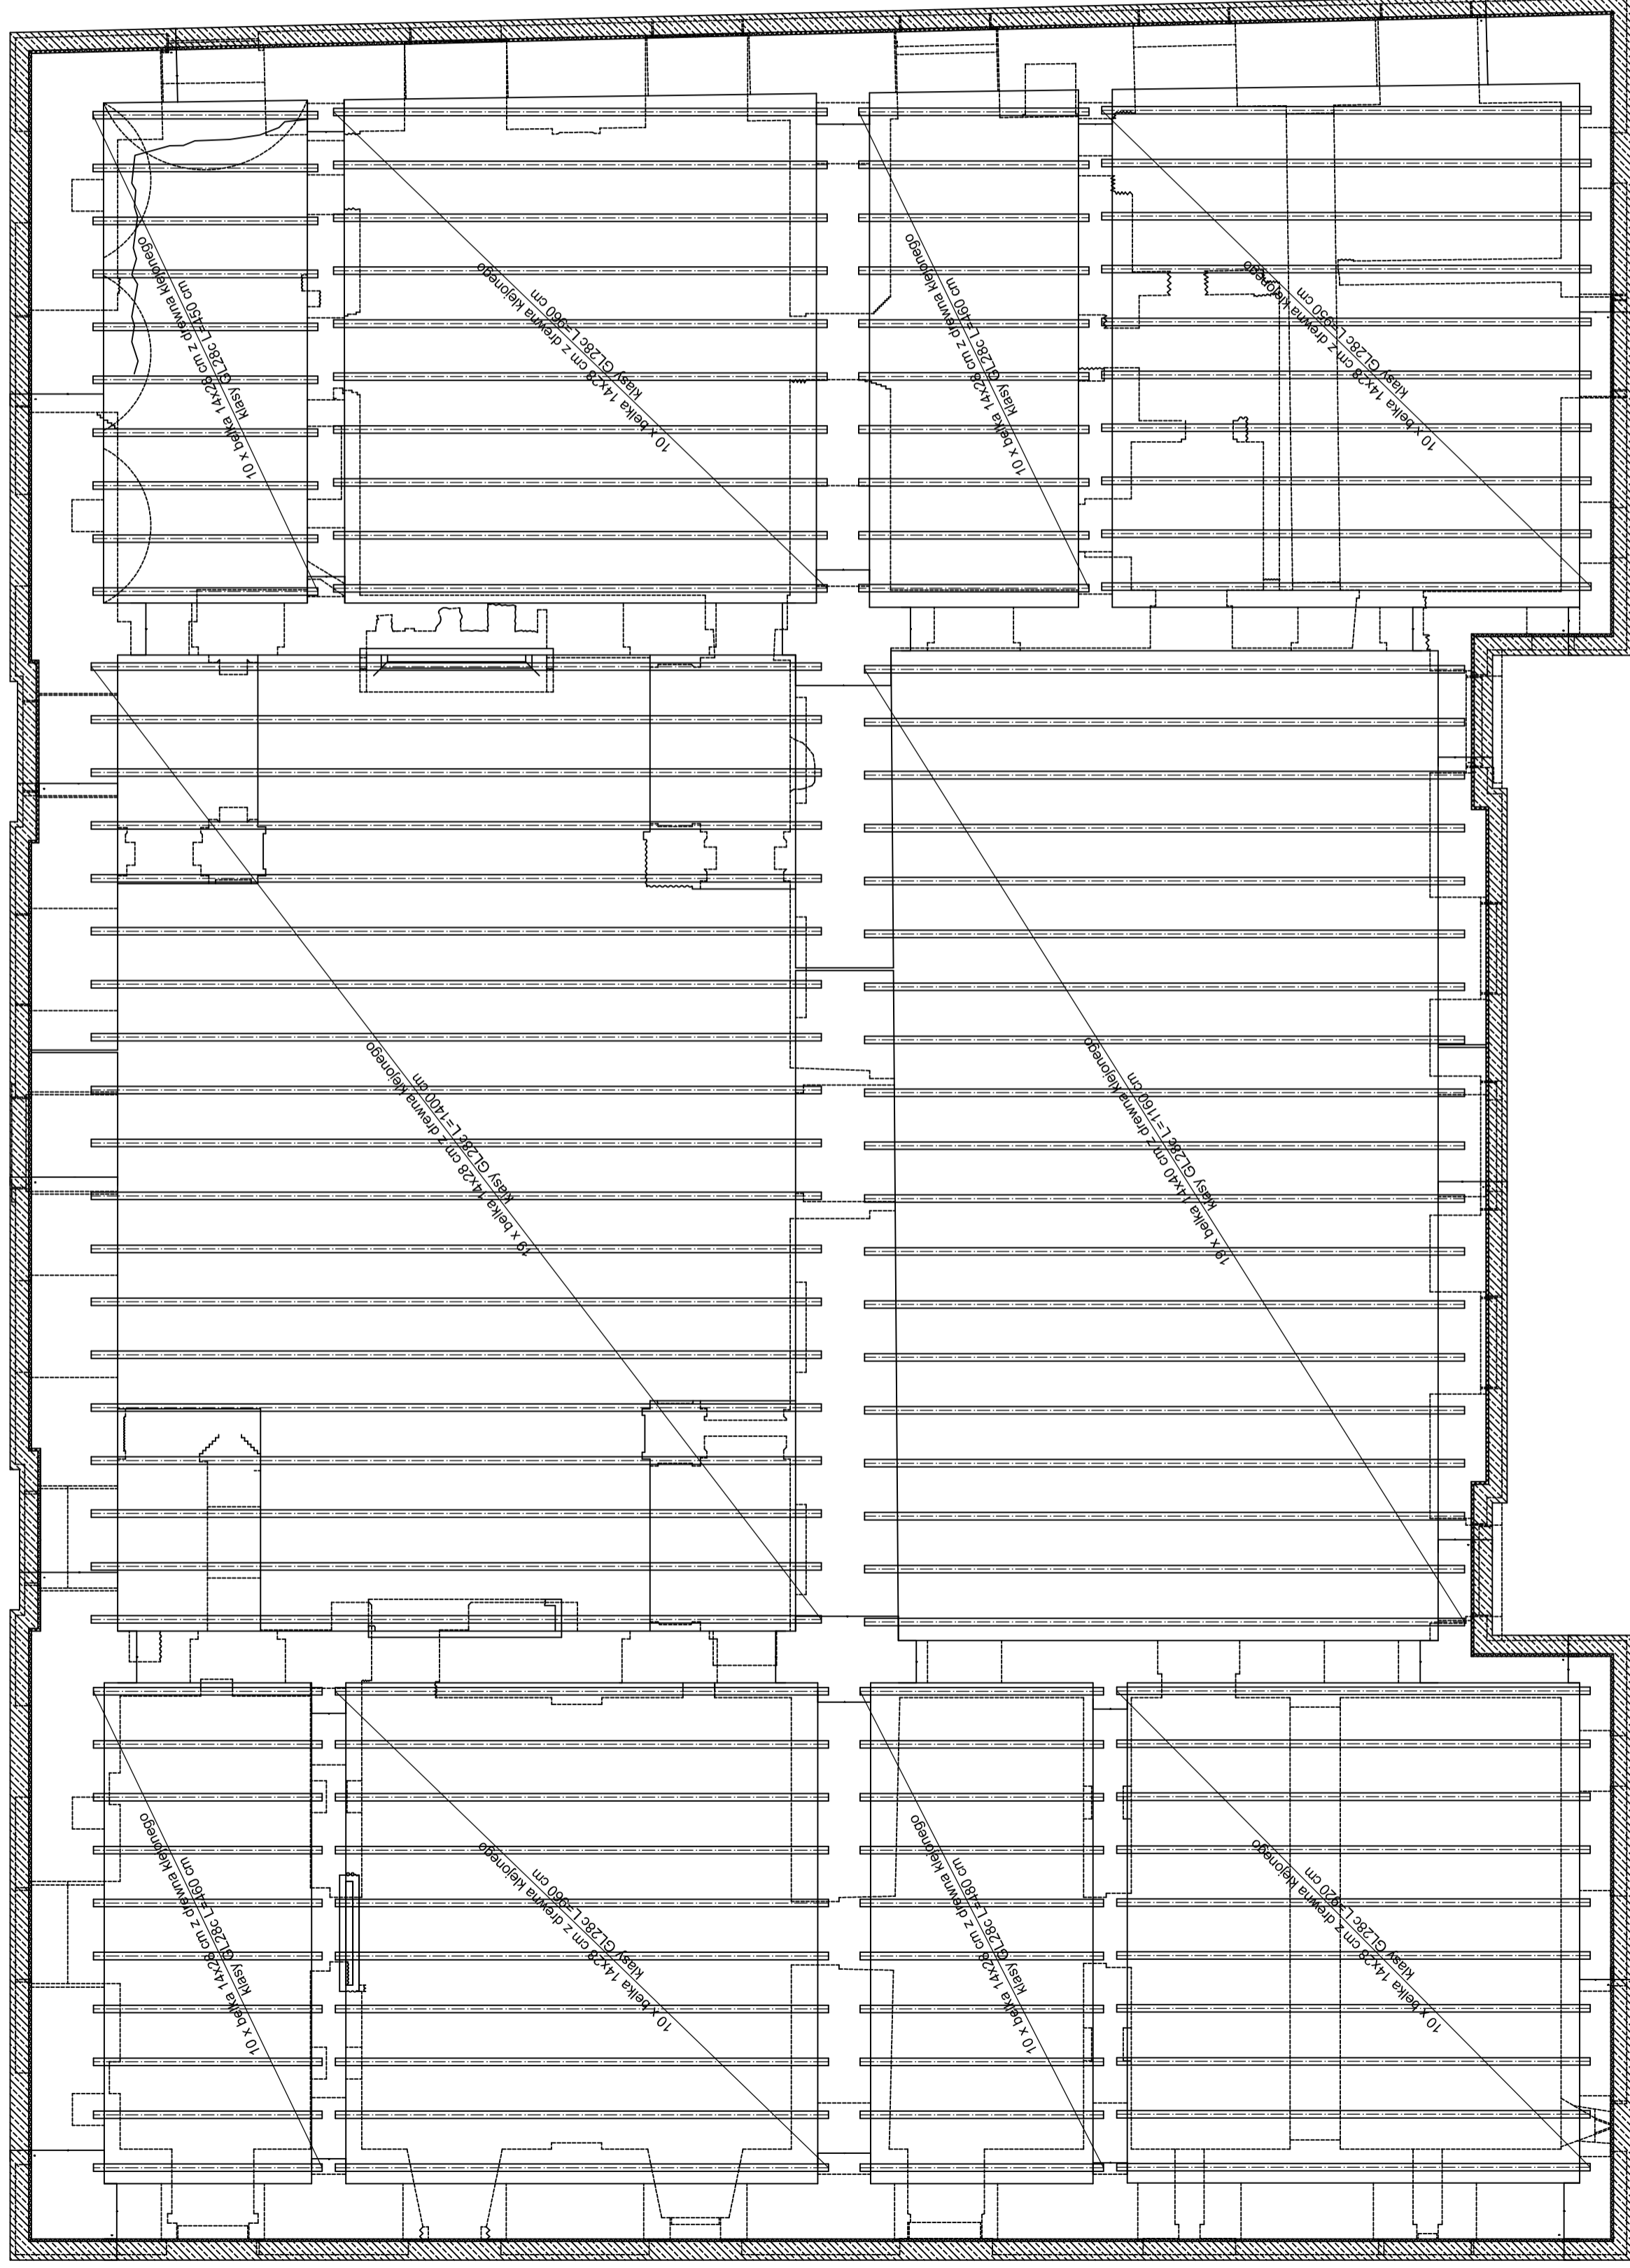 10 x belka 14x28 cm z drewna klejonego
klasy GL28c L=450 cm
10 x belka 14x28 cm z drewna klejonego
klasy GL28c L=960 cm
10 x belka 14x28 cm z drewna klejonego
klasy GL28c L=460 cm
10 x belka 14x28 cm z drewna klejonego
klasy GL28c L=950 cm
19 x belka 14x28 cm z drewna klejonego
klasy GL28c L=1400 cm
19 x belka 14x40 cm z drewna klejonego
klasy GL28c L=1160 cm
10 x belka 14x28 cm z drewna klejonego
klasy GL28c L=460 cm
10 x belka 14x28 cm z drewna klejonego
klasy GL28c L=960 cm
10 x belka 14x28 cm z drewna klejonego
klasy GL28c L=480 cm
10 x belka 14x28 cm z drewna klejonego
klasy GL28c L=920 cm